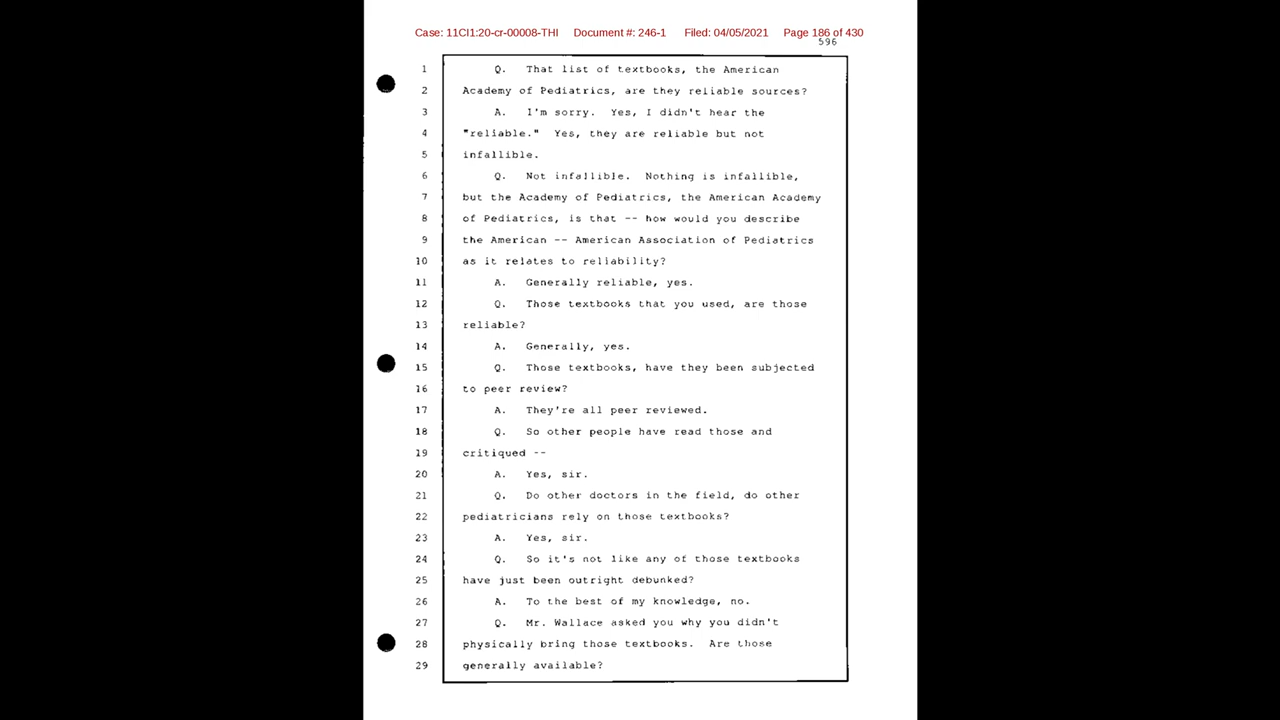 Case: 11CI1:20-cr-00008-THI Document #: 246-1 Filed: 04/05/2021 Page 186 of 430
596
1 Q. That list of textbooks, the American
2 Academy of Pediatrics, are they reliable sources?
3 A. I'm sorry. Yes, I didn't hear the
4 "reliable." Yes, they are reliable but not
5 infallible.
6 Q. Not infallible. Nothing is infallible,
7 but the Academy of Pediatrics, the American Academy
8 of Pediatrics, is that -- how would you describe
9 the American -- American Association of Pediatrics
10 as it relates to reliability?
11 A. Generally reliable, yes.
12 Q. Those textbooks that you used, are those
13 reliable?
14 A. Generally, yes.
15 Q. Those textbooks, have they been subjected
16 to peer review?
17 A. They're all peer reviewed.
18 Q. So other people have read those and
19 critiqued --
20 A. Yes, sir.
21 Q. Do other doctors in the field, do other
22 pediatricians rely on those textbooks?
23 A. Yes, sir.
24 Q. So it's not like any of those textbooks
25 have just been outright debunked?
26 A. To the best of my knowledge, no.
27 Q. Mr. Wallace asked you why you didn't
28 physically bring those textbooks. Are those
29 generally available?